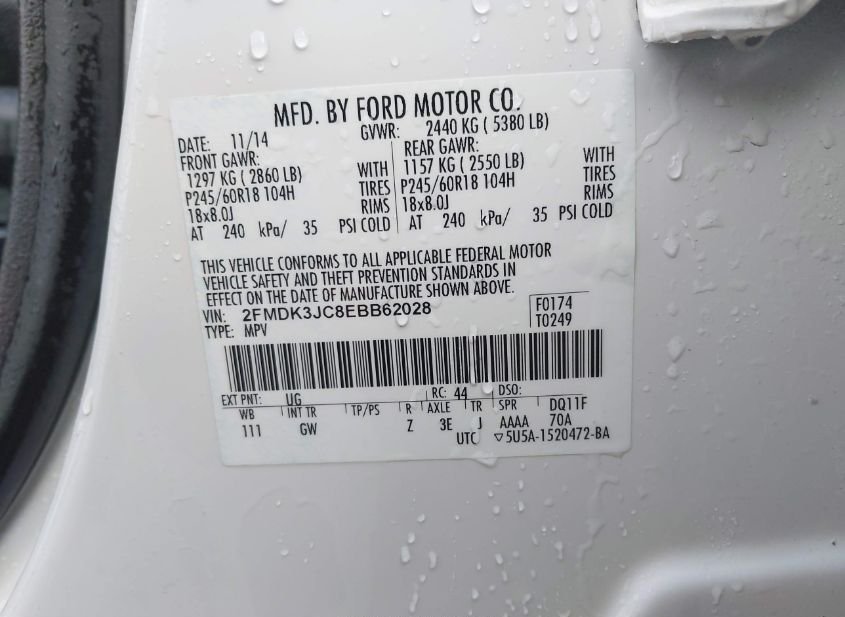 MFD. BY FORD MOTOR CO.
DATE: 11/14 GVWR: 2440 KG ( 5380 LB)
FRONT GAWR: REAR GAWR:
1297 KG ( 2860 LB) WITH 1157 KG ( 2550 LB) WITH
P245/60R18 104H TIRES P245/60R18 104H TIRES
18x8.0J RIMS 18x8.0J RIMS
AT 240 kPa/ 35 PSI COLD AT 240 kPa/ 35 PSI COLD
THIS VEHICLE CONFORMS TO ALL APPLICABLE FEDERAL MOTOR
VEHICLE SAFETY AND THEFT PREVENTION STANDARDS IN
EFFECT ON THE DATE OF MANUFACTURE SHOWN ABOVE.
VIN: 2FMDK3JC8EBB62028 F0174
TYPE: MPV T0249
EXT PNT: UG RC: 44 DSO:
WB INT TR TP/PS R AXLE TR SPR DQ11F
111 GW Z 3E J AAAA 70A
UTC ▽5U5A-1520472-BA